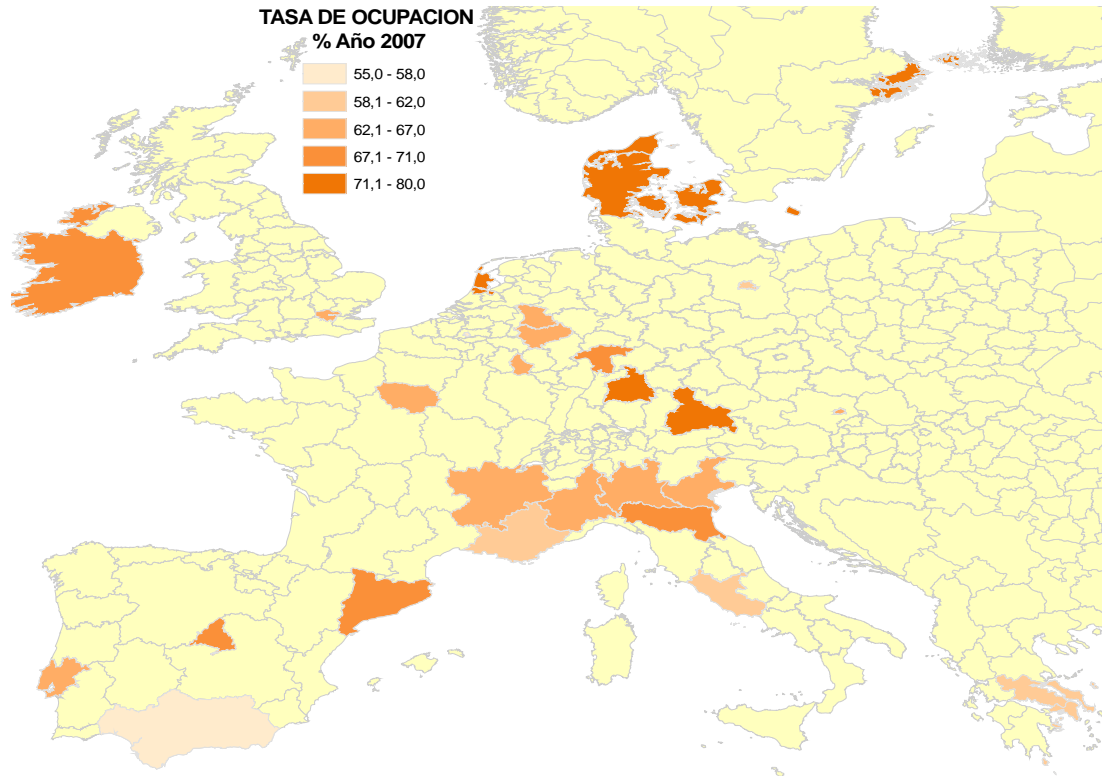 TASA DE OCUPACION
% Año 2007
55,0 - 58,0
58,1 - 62,0
62,1 - 67,0
67,1 - 71,0
71,1 - 80,0